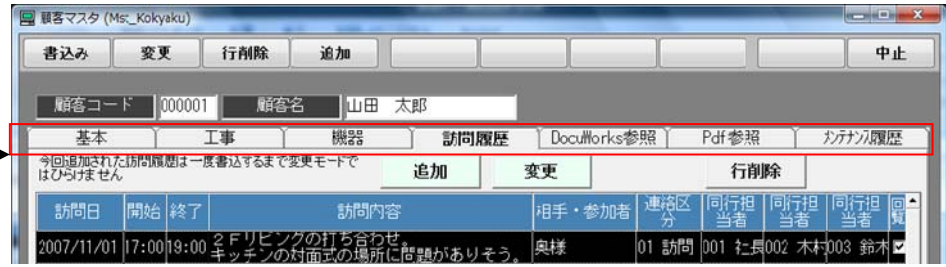 顧客マスタ (Mst_Kokyaku)
書込み 変更 行削除 追加 中止
顧客コード 000001 顧客名 山田 太郎
基本 工事 機器 訪問履歴 DocuWorks参照 Pdf参照 メンテナンス履歴
今回追加された訪問履歴は一度書込するまで変更モードで
はひらけません
追加 変更 行削除
訪問日 開始 終了 訪問内容 相手・参加者 連絡区分 同行担当者 同行担当者 同行担当者 回覧
2007/11/01 17:00 19:00 2Fリビングの打ち合わせ。 奥様 01 訪問 001 社長 002 木村 003 鈴木
キッチンの対面式の場所に問題がありそう。